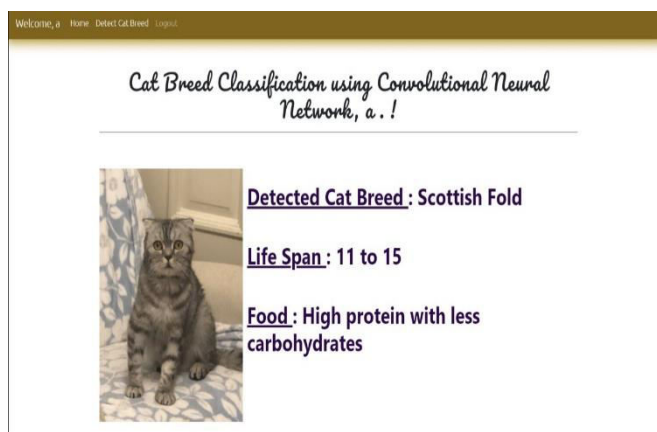 Welcome, a Home Detect Cat Breed Logout
Cat Breed Classification using Convolutional Neural
Network, a . !
Detected Cat Breed : Scottish Fold
Life Span : 11 to 15
Food : High protein with less
carbohydrates